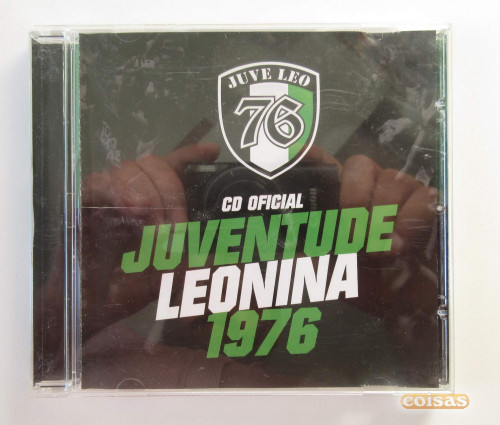 JUVE LEO
76
CD OFICIAL
JUVENTUDE
LEONINA
1976
coisas